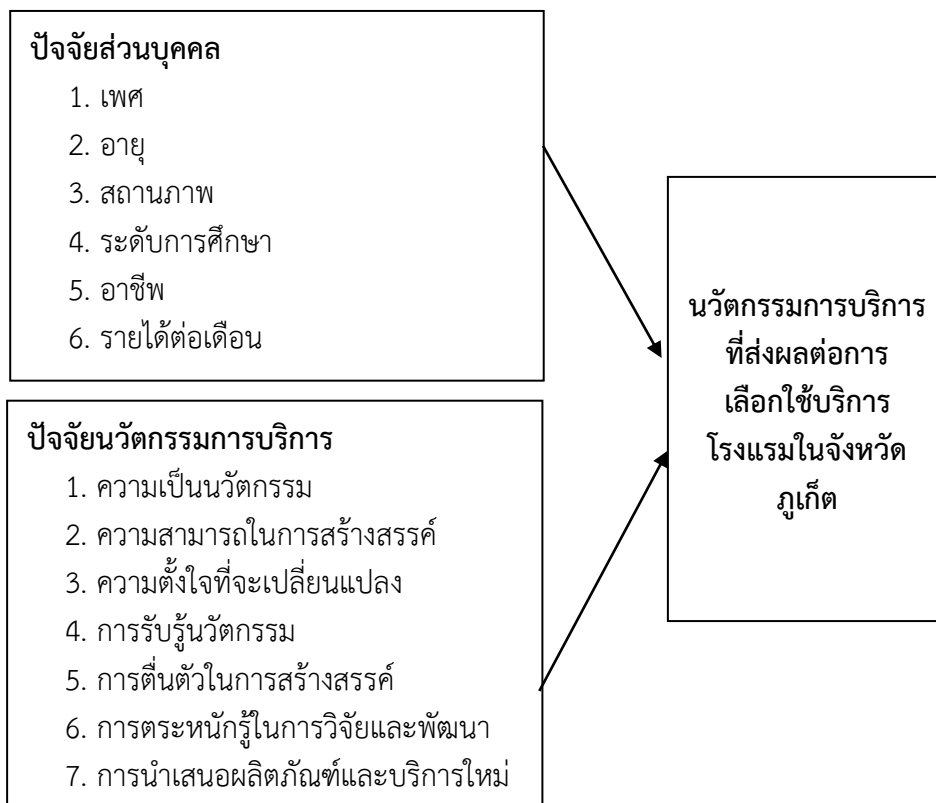 ปัจจัยส่วนบุคคล
1. เพศ
2. อายุ
3. สถานภาพ
4. ระดับการศึกษา
5. อาชีพ
6. รายได้ต่อเดือน
ปัจจัยนวัตกรรมการบริการ
1. ความเป็นนวัตกรรม
2. ความสามารถในการสร้างสรรค์
3. ความตั้งใจที่จะเปลี่ยนแปลง
4. การรับรู้นวัตกรรม
5. การตื่นตัวในการสร้างสรรค์
6. การตระหนักรู้ในการวิจัยและพัฒนา
7. การนำเสนอผลิตภัณฑ์และบริการใหม่
นวัตกรรมการบริการ
ที่ส่งผลต่อการ
เลือกใช้บริการ
โรงแรมในจังหวัด
ภูเก็ต